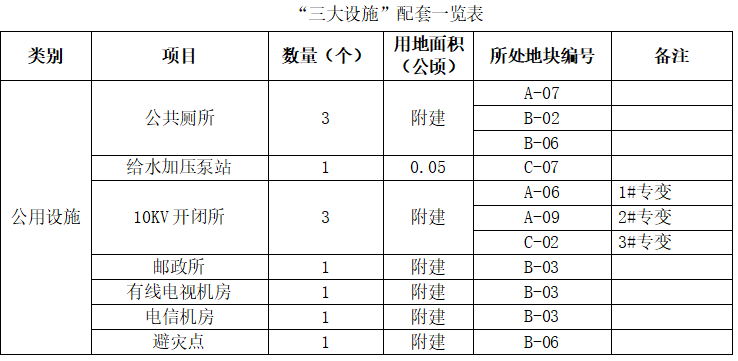 “三大设施”配套一览表
类别 项目 数量（个） 用地面积（公顷） 所处地块编号 备注
公用设施 公共厕所 3 附建 A-07
B-02
B-06
给水加压泵站 1 0.05 C-07
10KV开闭所 3 附建 A-06 1#专变
A-09 2#专变
C-02 3#专变
邮政所 1 附建 B-03
有线电视机房 1 附建 B-03
电信机房 1 附建 B-03
避灾点 1 附建 B-06